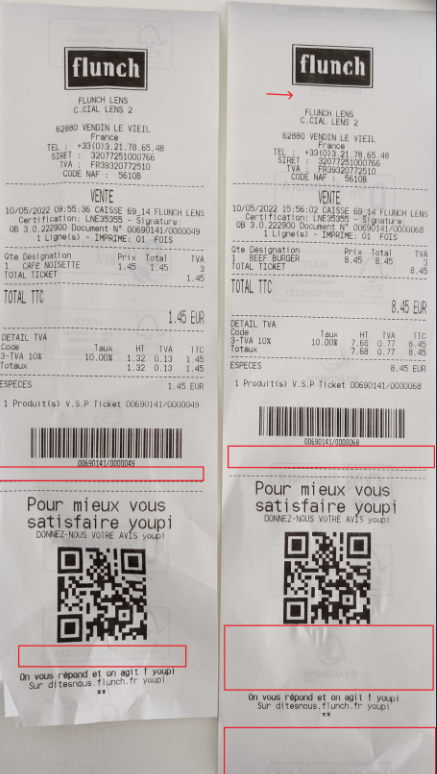 flunch
FLUNCH LENS
C.CIAL LENS 2
62880 VENDIN LE VIEIL
France
TEL : +33(0)3.21.78.65.48
SIRET : 32077251000766
TVA : FR39320772510
CODE NAF : 5610B
VENTE
10/05/2022 09:55:36 CAISSE 69_14 FLUNCH LENS
Certification: LNE35355 - Signature:
OB 3.0.222900 Document N° 00690141/0000049
1 Ligne(s) - IMPRIME: 01 FOIS
Qte Désignation Prix Total TVA
1 CAFE NOISETTE 1.45 1.45 3
TOTAL TICKET 1.45
TOTAL TTC
1.45 EUR
DETAIL TVA
Code Taux HT TVA TTC
3-TVA 10% 10.00% 1.32 0.13 1.45
Totaux 1.32 0.13 1.45
ESPECES 1.45 EUR
1 Produit(s) V.S.P Ticket 00690141/0000049
00690141/0000049
Pour mieux vous
satisfaire youpi
DONNEZ-NOUS VOTRE AVIS youpi
On vous répond et on agit ! youpi
Sur ditesnous.flunch.fr youpi
**
flunch
FLUNCH LENS
C.CIAL LENS 2
62880 VENDIN LE VIEIL
France
TEL : +33(0)3.21.78.65.48
SIRET : 32077251000766
TVA : FR39320772510
CODE NAF : 5610B
VENTE
10/05/2022 15:56:02 CAISSE 69_14 FLUNCH LENS
Certification: LNE35355 - Signature:
OB 3.0.222900 Document N° 00690141/0000068
1 Ligne(s) - IMPRIME: 01 FOIS
Qte Désignation Prix Total TVA
1 BEEF BURGER 8.45 8.45 3
TOTAL TICKET 8.45
TOTAL TTC
8.45 EUR
DETAIL TVA
Code Taux HT TVA TTC
3-TVA 10% 10.00% 7.68 0.77 8.45
Totaux 7.68 0.77 8.45
ESPECES 8.45 EUR
1 Produit(s) V.S.P Ticket 00690141/0000068
00690141/0000068
Pour mieux vous
satisfaire youpi
DONNEZ-NOUS VOTRE AVIS youpi
On vous répond et on agit ! youpi
Sur ditesnous.flunch.fr youpi
**